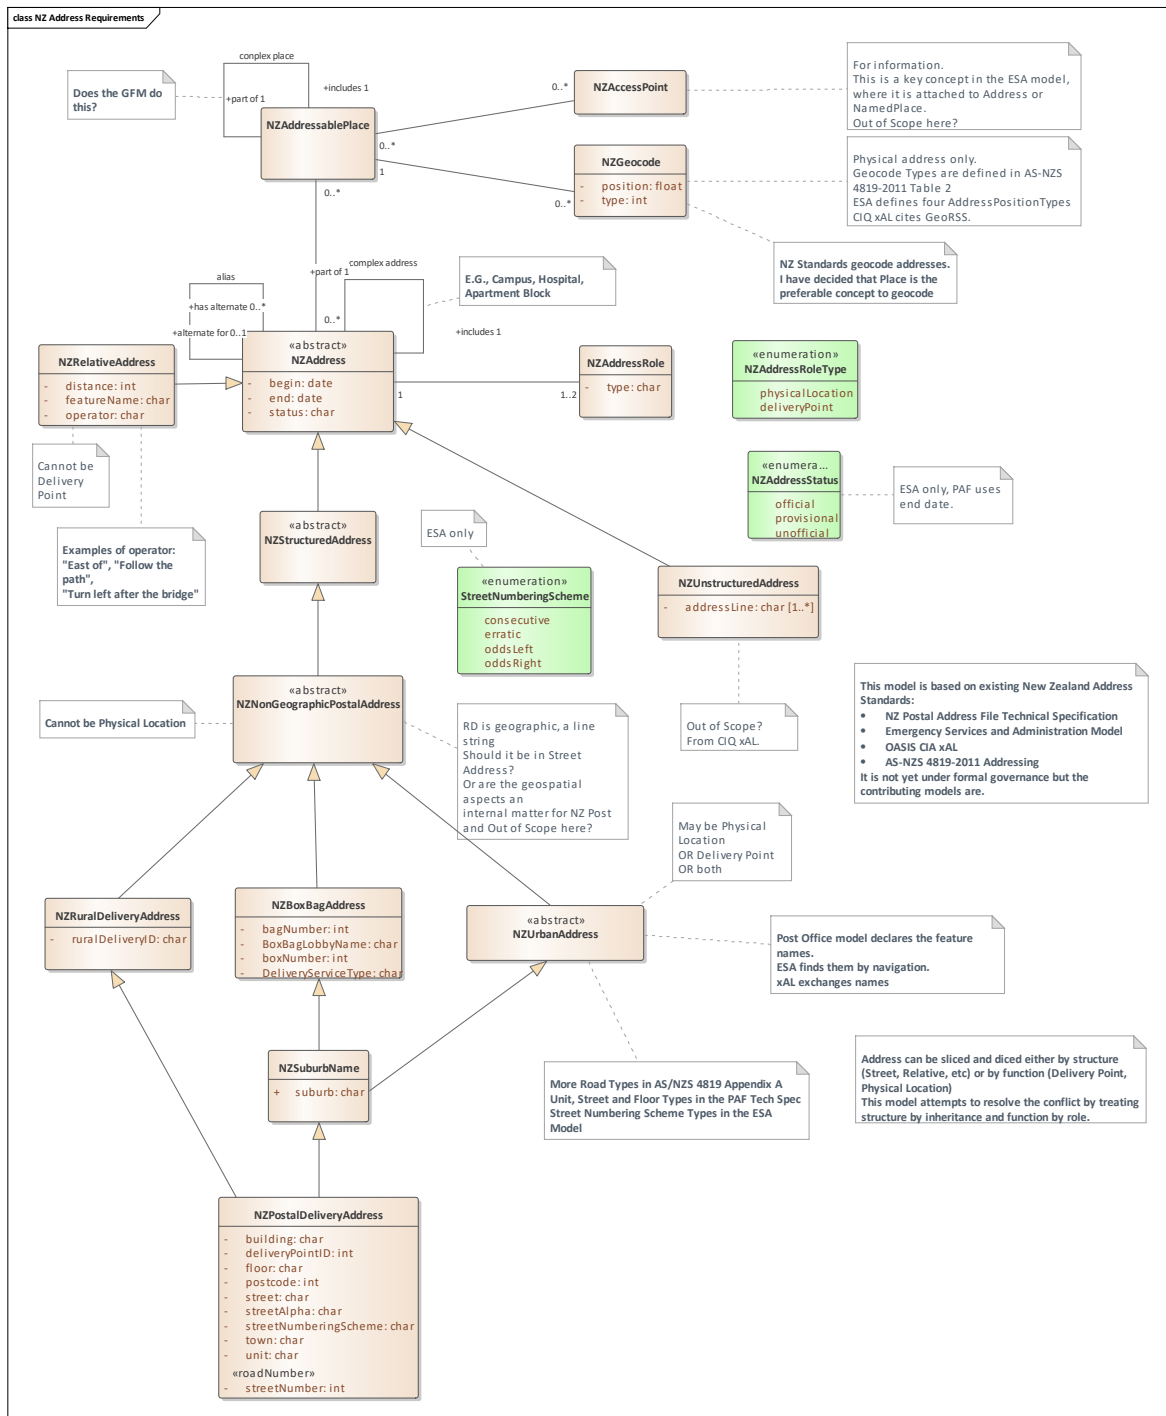 class NZ Address Requirements
conplex place
Does the GFM do
this?
+part of 1
+includes 1
NZAddressablePlace
0..*
NZAccessPoint
For information.
This is a key concept in the ESA model,
where it is attached to Address or
NamedPlace.
Out of Scope here?
0..*
1
0..*
0..*
NZGeocode
- position: float
- type: int
Physical address only.
Geocode Types are defined in AS-NZS
4819-2011 Table 2
ESA defines four AddressPositionTypes
CIQ xAL cites GeoRSS.
NZ Standards geocode addresses.
I have decided that Place is the
preferable concept to geocode
alias
+has alternate 0..*
+alternate for 0..1
+part of 1
complex address
0..*
+includes 1
E.G., Campus, Hospital,
Apartment Block
NZRelativeAddress
- distance: int
- featureName: char
- operator: char
«abstract»
NZAddress
- begin: date
- end: date
- status: char
1
1..2
NZAddressRole
- type: char
«enumeration»
NZAddressRoleType
physicalLocation
deliveryPoint
Cannot be
Delivery
Point
Examples of operator:
"East of", "Follow the
path",
"Turn left after the bridge"
«abstract»
NZStructuredAddress
ESA only
«enumeration»
StreetNumberingScheme
consecutive
erratic
oddsLeft
oddsRight
«enumera...
NZAddressStatus
official
provisional
unofficial
ESA only, PAF uses
end date.
NZUnstructuredAddress
- addressLine: char [1..*]
Out of Scope?
From CIQ xAL.
This model is based on existing New Zealand Address
Standards:
• NZ Postal Address File Technical Specification
• Emergency Services and Administration Model
• OASIS CIA xAL
• AS-NZS 4819-2011 Addressing
It is not yet under formal governance but the
contributing models are.
Cannot be Physical Location
«abstract»
NZNonGeographicPostalAddress
RD is geographic, a line
string
Should it be in Street
Address?
Or are the geospatial
aspects an
internal matter for NZ Post
and Out of Scope here?
May be Physical
Location
OR Delivery Point
OR both
NZRuralDeliveryAddress
- ruralDeliveryID: char
NZBoxBagAddress
- bagNumber: int
- BoxBagLobbyName: char
- boxNumber: int
- DeliveryServiceType: char
«abstract»
NZUrbanAddress
Post Office model declares the feature
names.
ESA finds them by navigation.
xAL exchanges names
NZSuburbName
+ suburb: char
More Road Types in AS/NZS 4819 Appendix A
Unit, Street and Floor Types in the PAF Tech Spec
Street Numbering Scheme Types in the ESA
Model
Address can be sliced and diced either by structure
(Street, Relative, etc) or by function (Delivery Point,
Physical Location)
This model attempts to resolve the conflict by treating
structure by inheritance and function by role.
NZPostalDeliveryAddress
- building: char
- deliveryPointID: int
- floor: char
- postcode: int
- street: char
- streetAlpha: char
- streetNumberingScheme: char
- town: char
- unit: char
«roadNumber»
- streetNumber: int